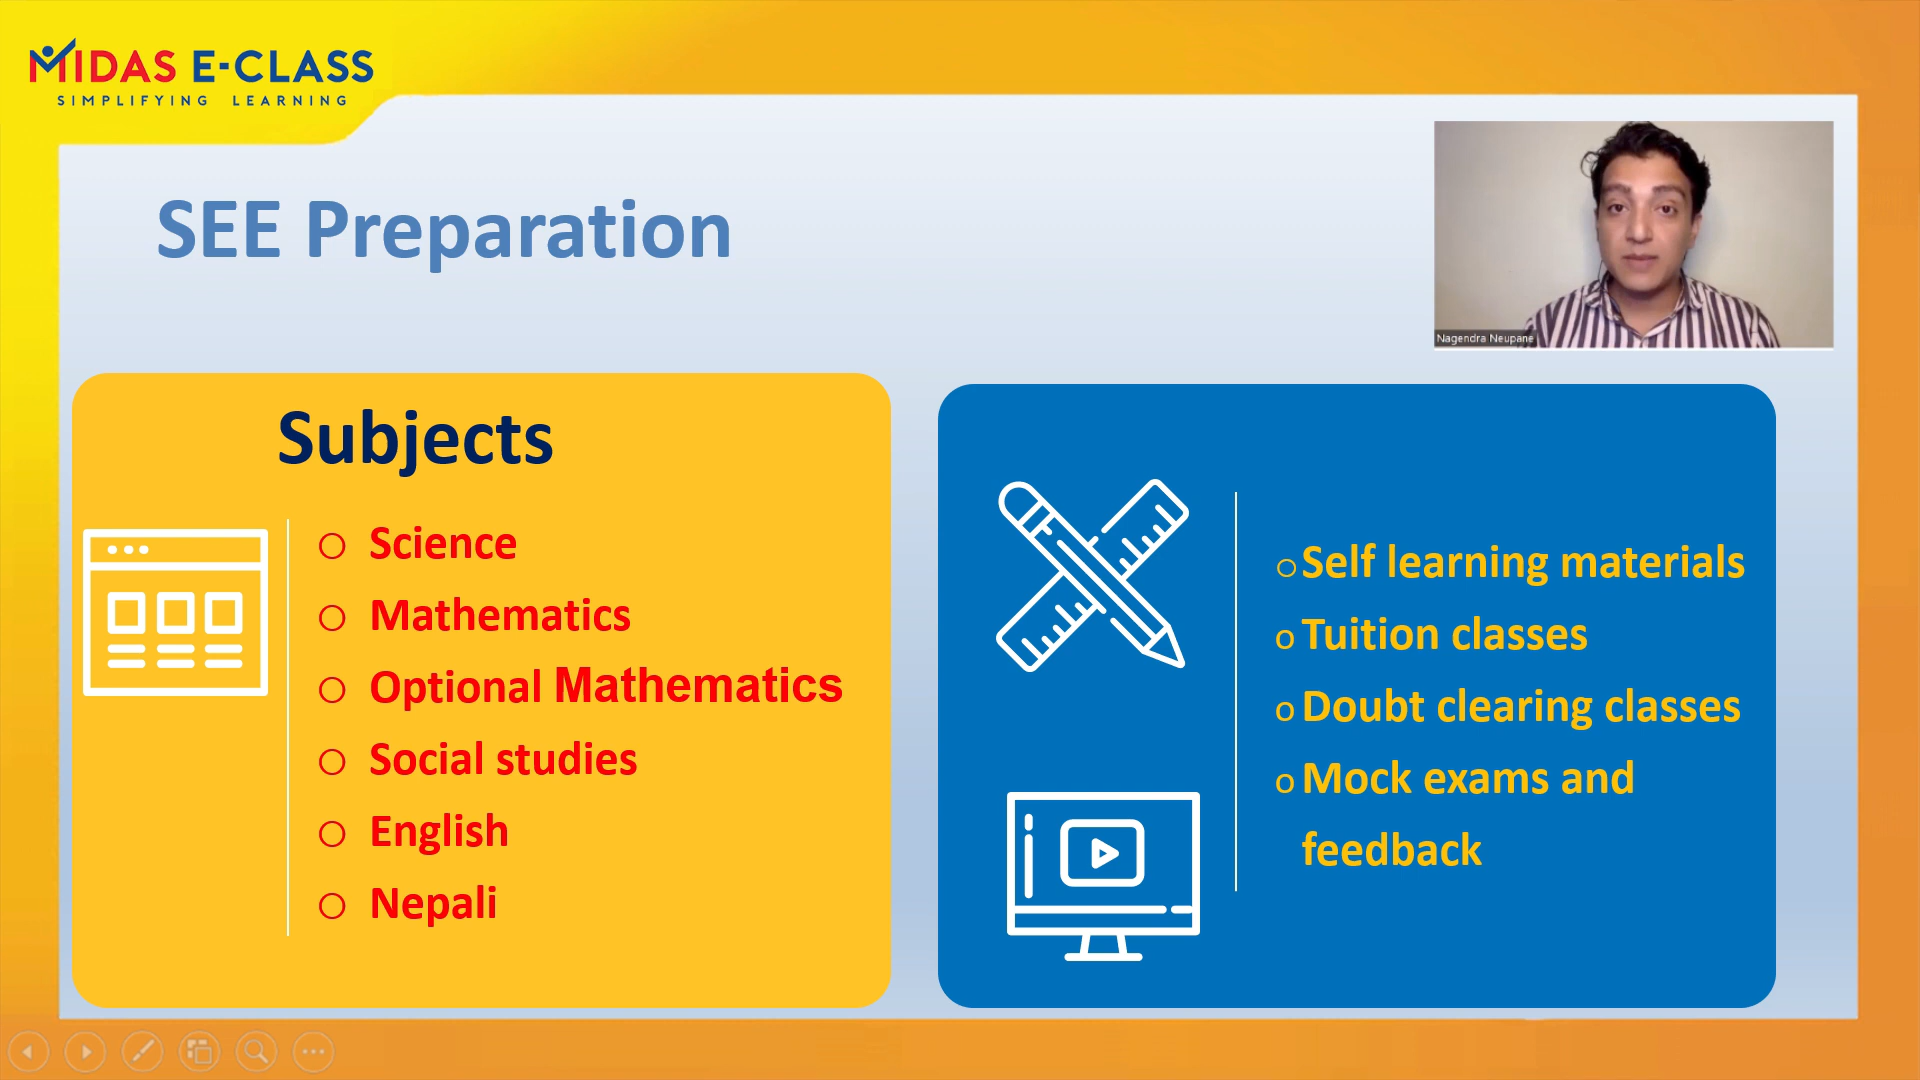 MIDAS E-CLASS
SIMPLIFYING LEARNING
SEE Preparation
Nagendra Neupane
Subjects
Science
Mathematics
Optional Mathematics
Social studies
English
Nepali
Self learning materials
Tuition classes
Doubt clearing classes
Mock exams and
feedback